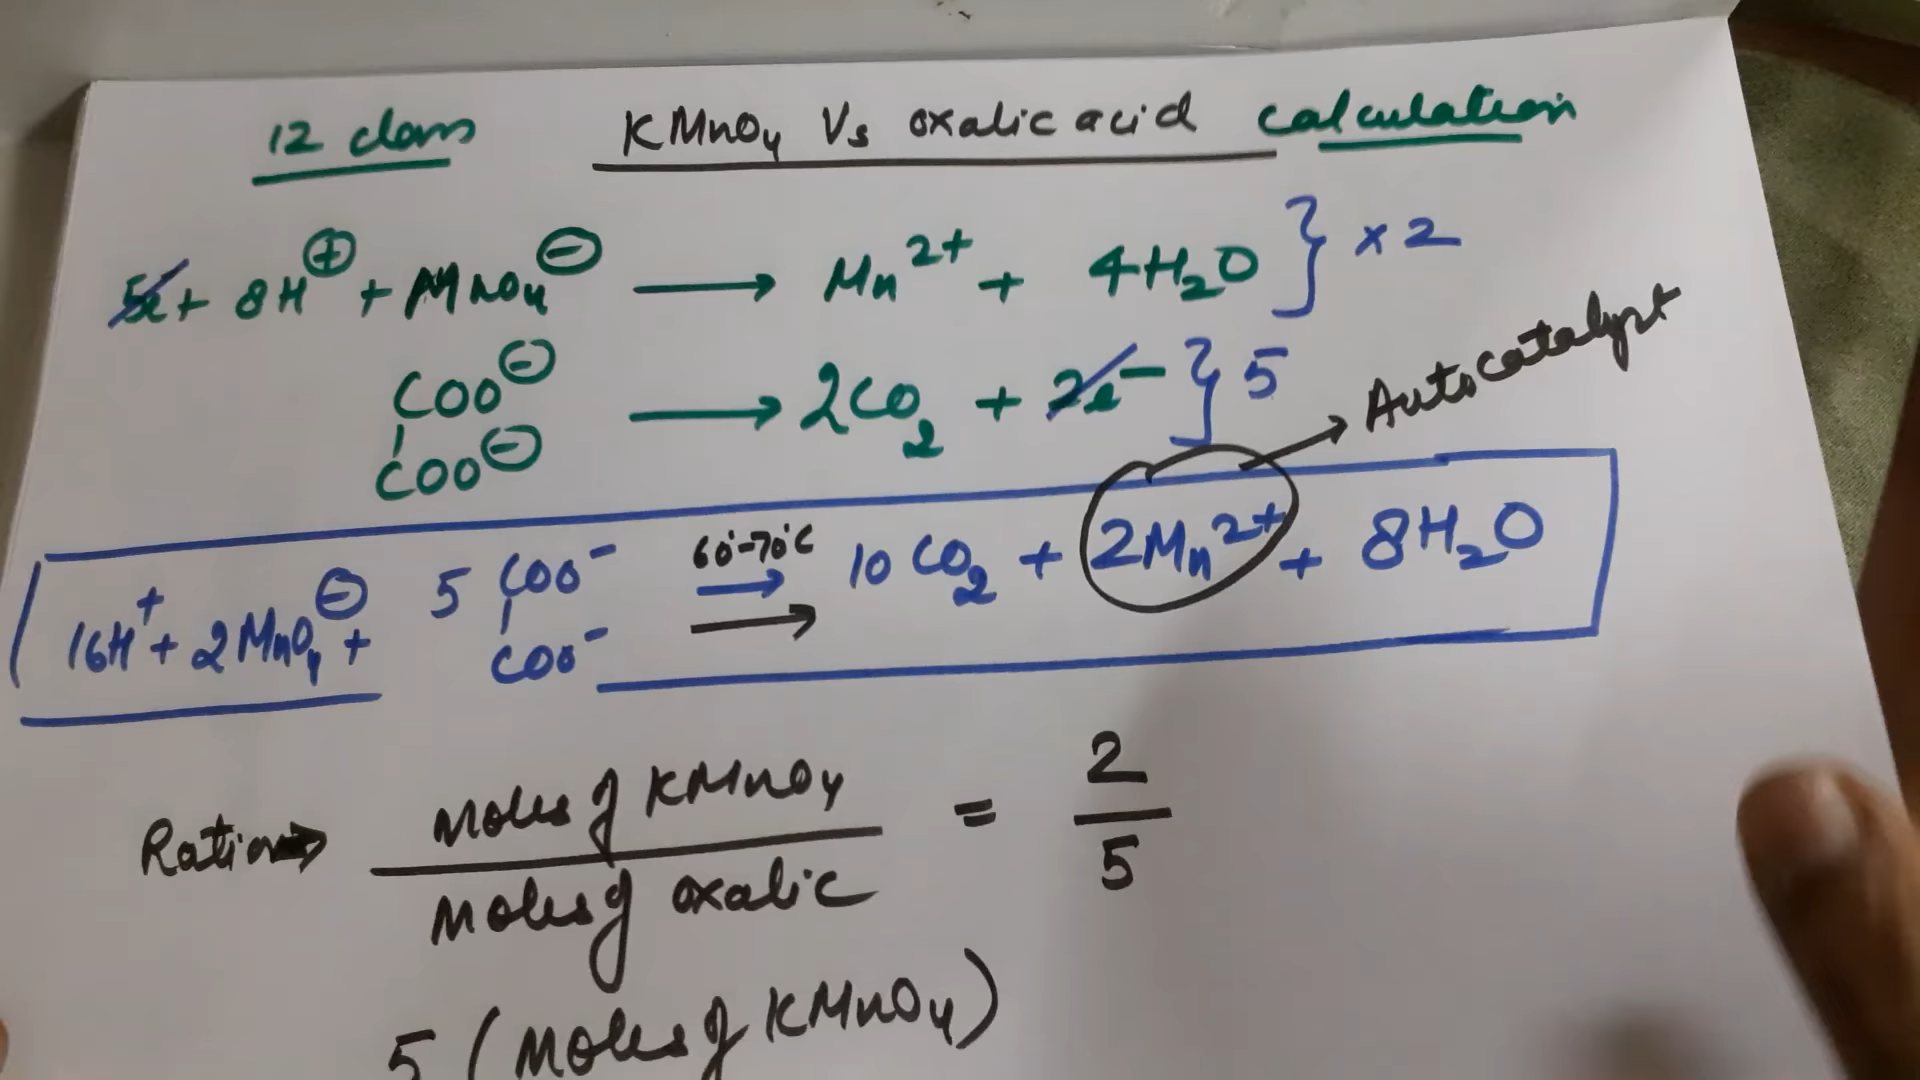 12 class KMnO4 Vs oxalic acid calculation
5e + 8H⊕ + MnO4⊖ → Mn2+ + 4H2O } x 2
COO⊖
COO⊖ → 2CO2 + 2e- } 5
Autocatalyst
16H+ + 2MnO4⊖ + 5 COO- 60°-70°C → 10CO2 + 2Mn2+ + 8H2O
COO-
Ratio → Moles of KMnO4 = 2
Moles of oxalic 5
5 (Moles of KMnO4)